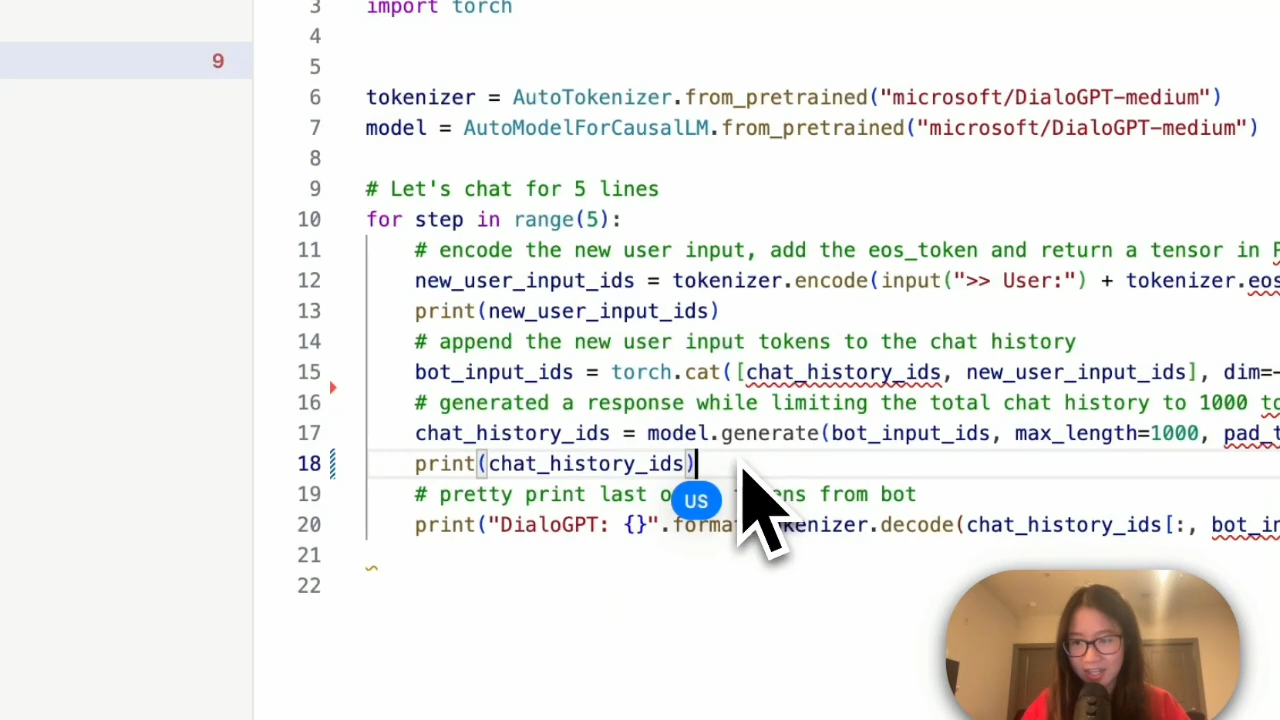 3 import torch
4
5
9
6 tokenizer = AutoTokenizer.from_pretrained("microsoft/DialoGPT-medium")
7 model = AutoModelForCausalLM.from_pretrained("microsoft/DialoGPT-medium")
8
9 # Let's chat for 5 lines
10 for step in range(5):
11 # encode the new user input, add the eos_token and return a tensor in P
12 new_user_input_ids = tokenizer.encode(input(">> User:") + tokenizer.eos
13 print(new_user_input_ids)
14 # append the new user input tokens to the chat history
15 bot_input_ids = torch.cat([chat_history_ids, new_user_input_ids], dim=-
16 # generated a response while limiting the total chat history to 1000 to
17 chat_history_ids = model.generate(bot_input_ids, max_length=1000, pad_t
18 print(chat_history_ids)
19 # pretty print last o ens from bot
US
20 print("DialoGPT: {}".forma kenizer.decode(chat_history_ids[:, bot_in
21
22